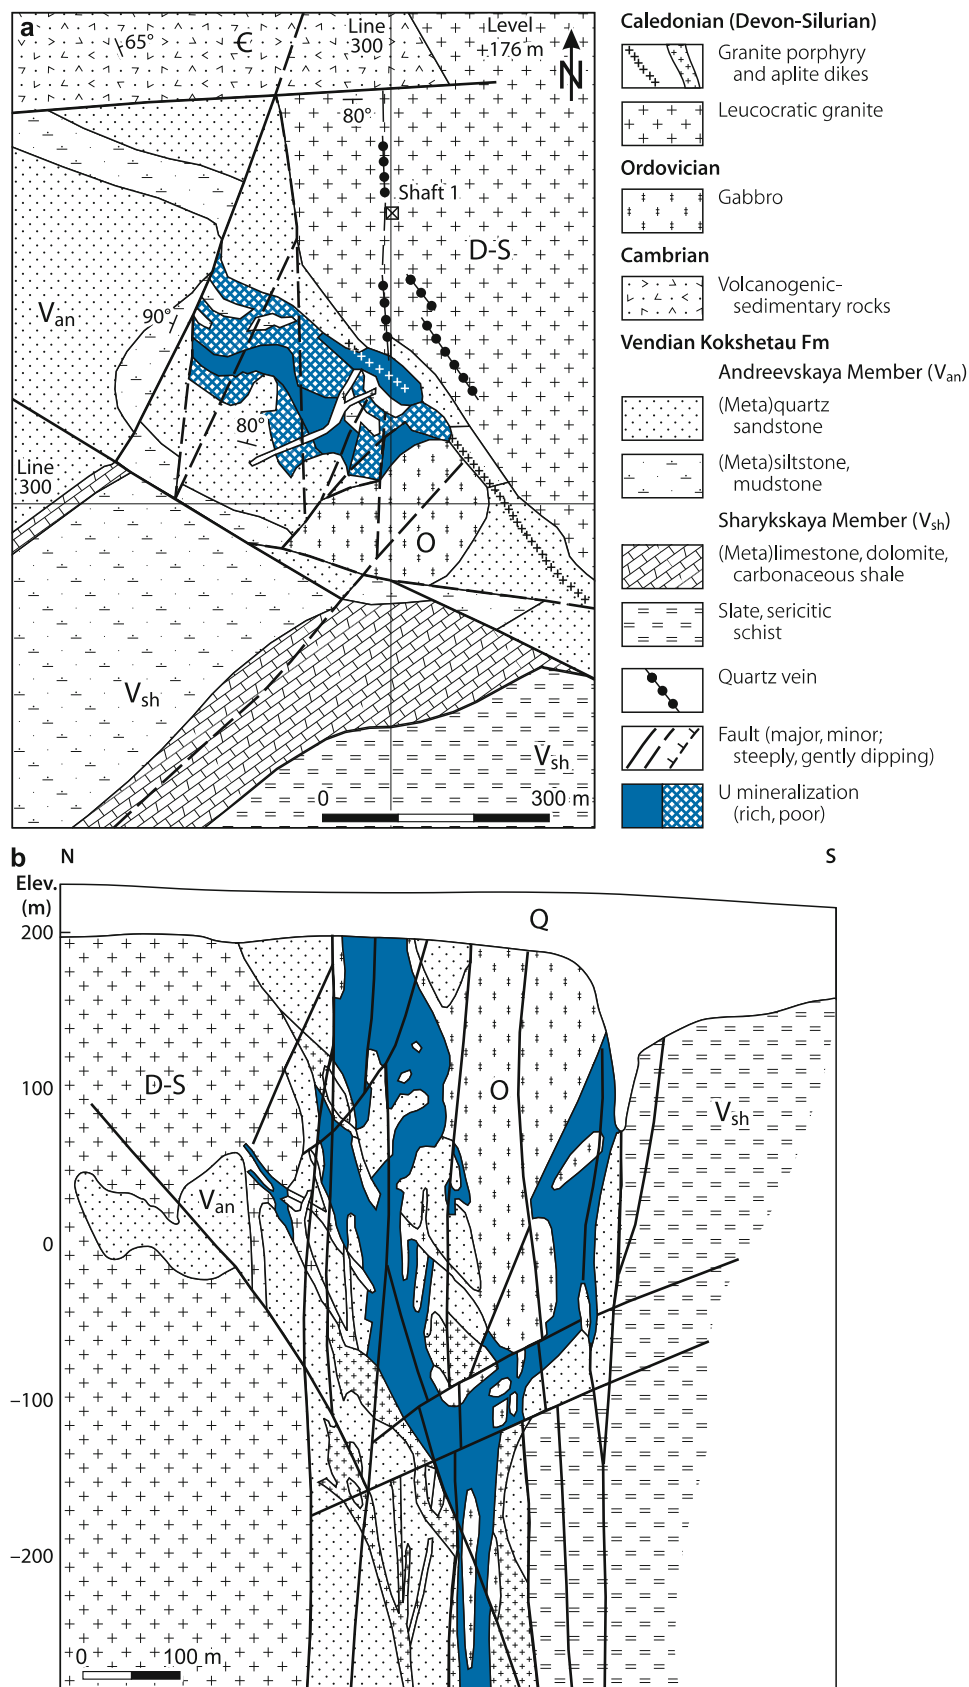 a
65°
Є
Line
300
Level
+176 m
N
80°
Shaft 1
D-S
Van
90°
80°
Line
300
O
Vsh
Vsh
0
300 m
Caledonian (Devon-Silurian)
Granite porphyry
and aplite dikes
Leucocratic granite
Ordovician
Gabbro
Cambrian
Volcanogenic-
sedimentary rocks
Vendian Kokshetau Fm
Andreevskaya Member (Van)
(Meta)quartz
sandstone
(Meta)siltstone,
mudstone
Sharykskaya Member (Vsh)
(Meta)limestone, dolomite,
carbonaceous shale
Slate, sericitic
schist
Quartz vein
Fault (major, minor;
steeply, gently dipping)
U mineralization
(rich, poor)
b
N
S
Elev.
(m)
200
Q
100
D-S
O
Vsh
Van
0
–100
–200
0
100 m